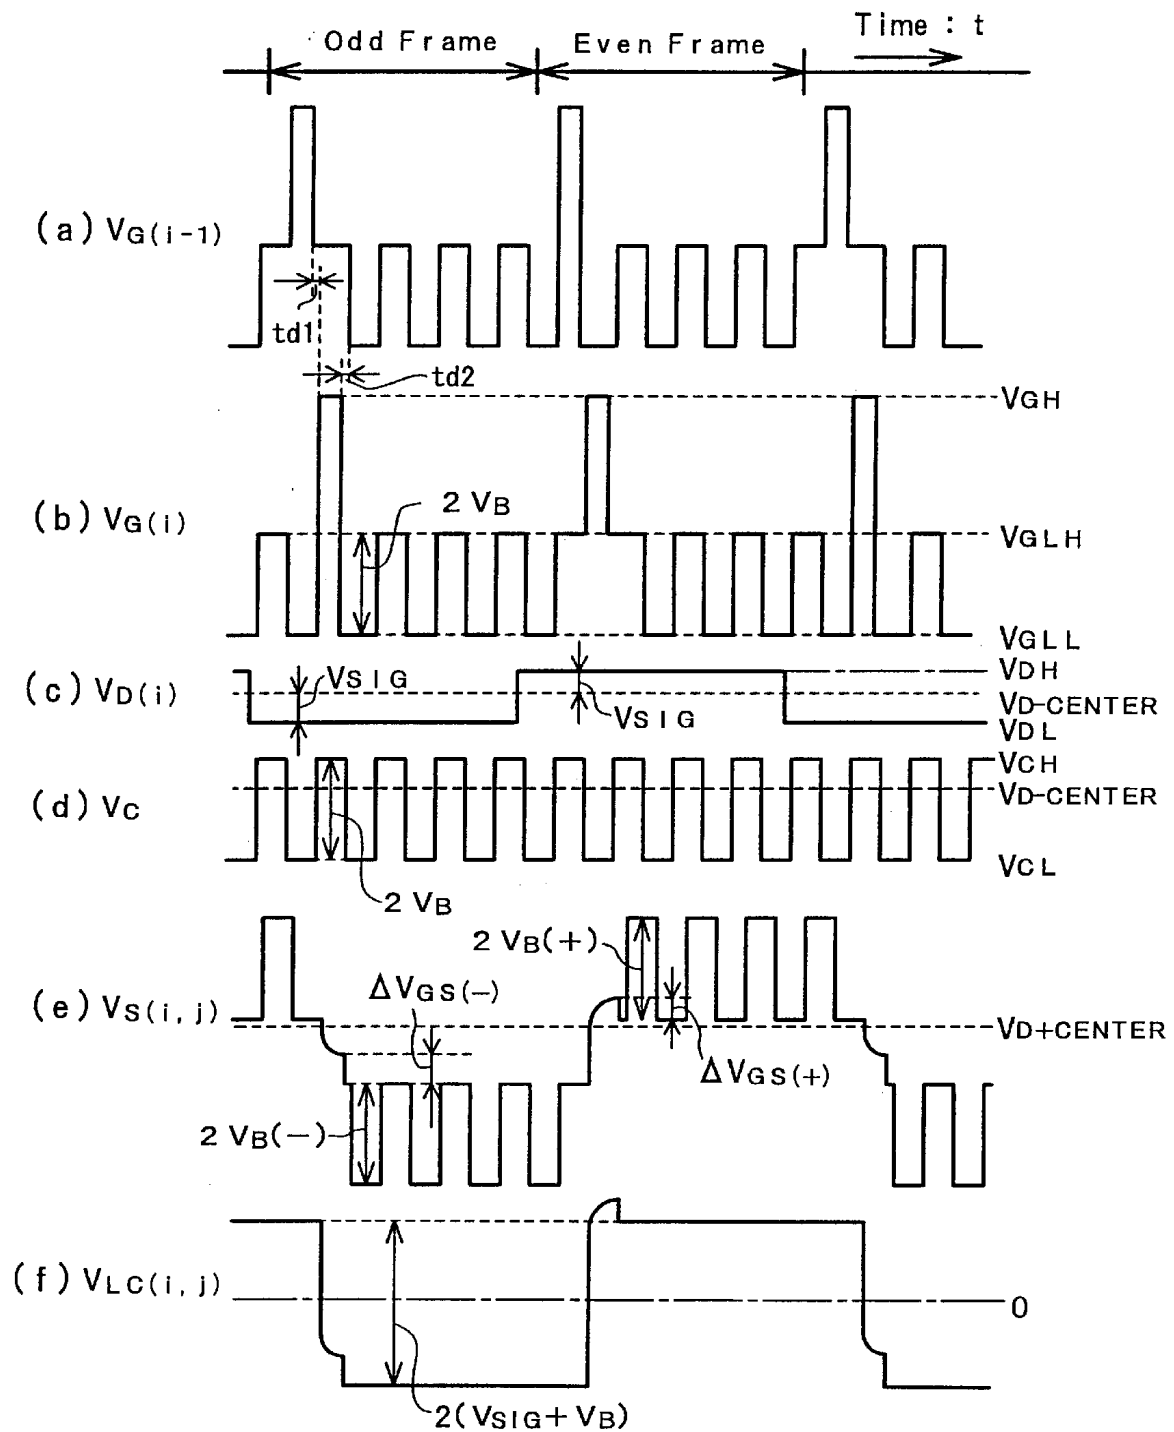 Time : t
Odd Frame
Even Frame
(a) VG(i-1)
td1
td2
VGH
(b) VG(i)
2 VB
VGLH
VGLL
(c) VD(i)
VSIG
VSIG
VDH
VD-CENTER
VDL
(d) VC
VCH
VD-CENTER
VCL
2 VB
(e) VS(i, j)
2 VB(+)
ΔVGS(-)
VD+CENTER
ΔVGS(+)
2 VB(-)
(f) VLC(i, j)
0
2(VSIG+ VB)